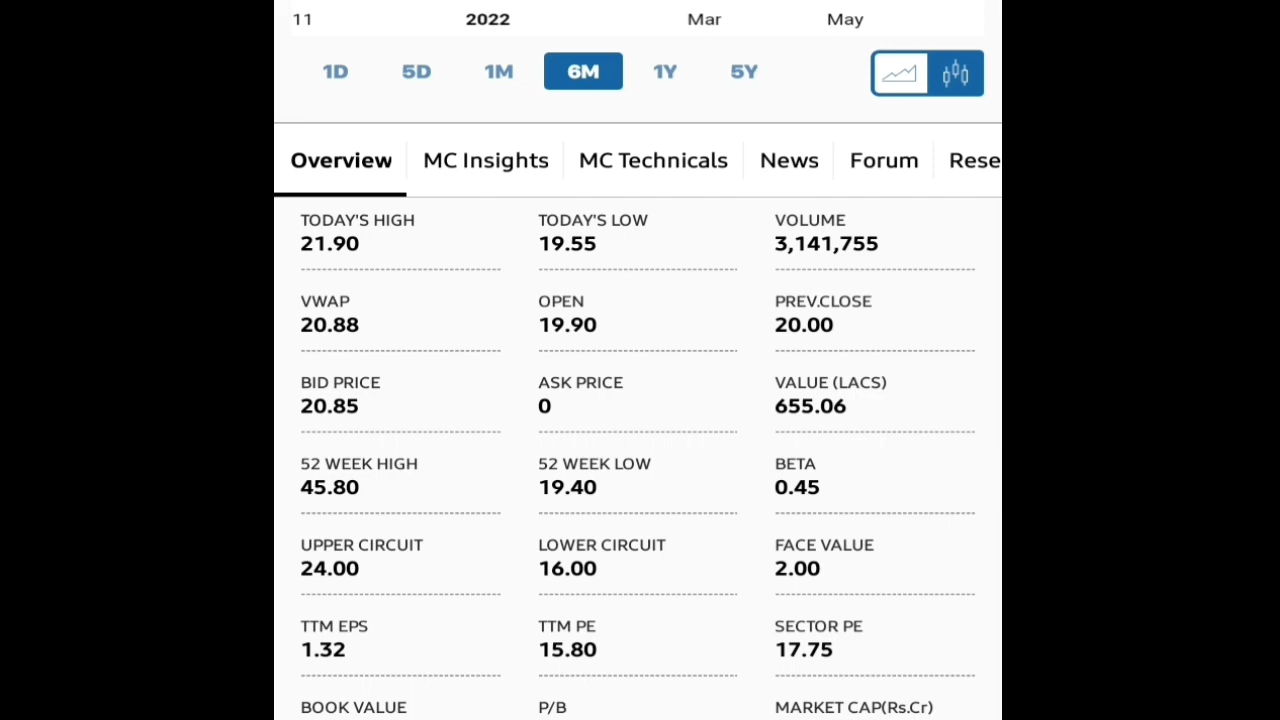 11 2022 Mar May
1D 5D 1M 6M 1Y 5Y
Overview MC Insights MC Technicals News Forum Rese
TODAY'S HIGH TODAY'S LOW VOLUME
21.90 19.55 3,141,755
VWAP OPEN PREV.CLOSE
20.88 19.90 20.00
BID PRICE ASK PRICE VALUE (LACS)
20.85 0 655.06
52 WEEK HIGH 52 WEEK LOW BETA
45.80 19.40 0.45
UPPER CIRCUIT LOWER CIRCUIT FACE VALUE
24.00 16.00 2.00
TTM EPS TTM PE SECTOR PE
1.32 15.80 17.75
BOOK VALUE P/B MARKET CAP(Rs.Cr)